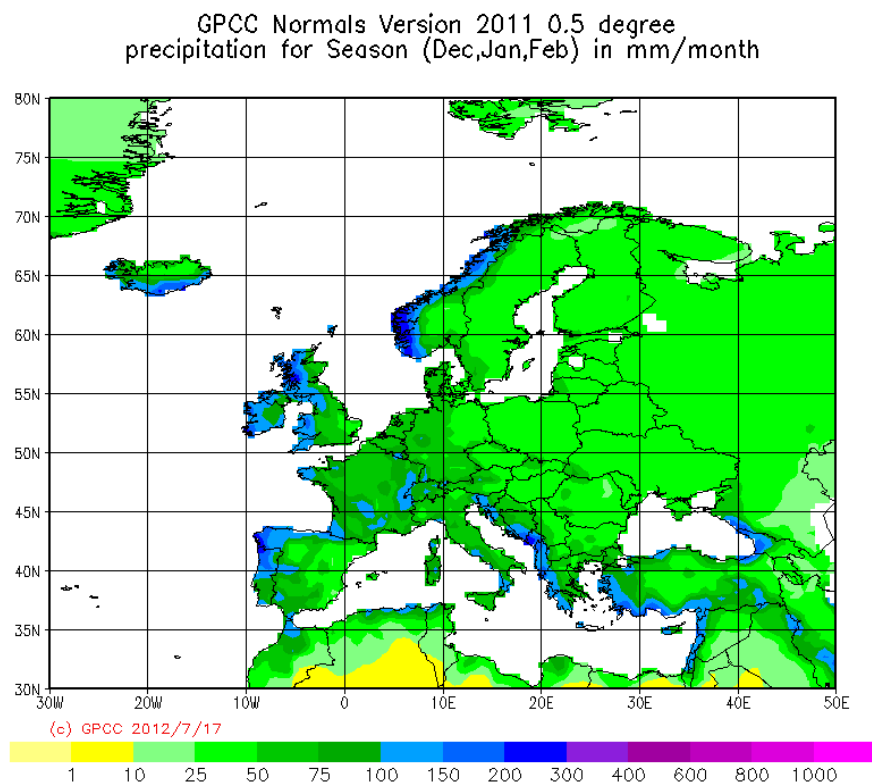 GPCC Normals Version 2011 0.5 degree
precipitation for Season (Dec,Jan,Feb) in mm/month
80N
75N
70N
65N
60N
55N
50N
45N
40N
35N
30N
30W 20W 10W 0 10E 20E 30E 40E 50E
(c) GPCC 2012/7/17
1 10 25 50 75 100 150 200 300 400 600 800 1000